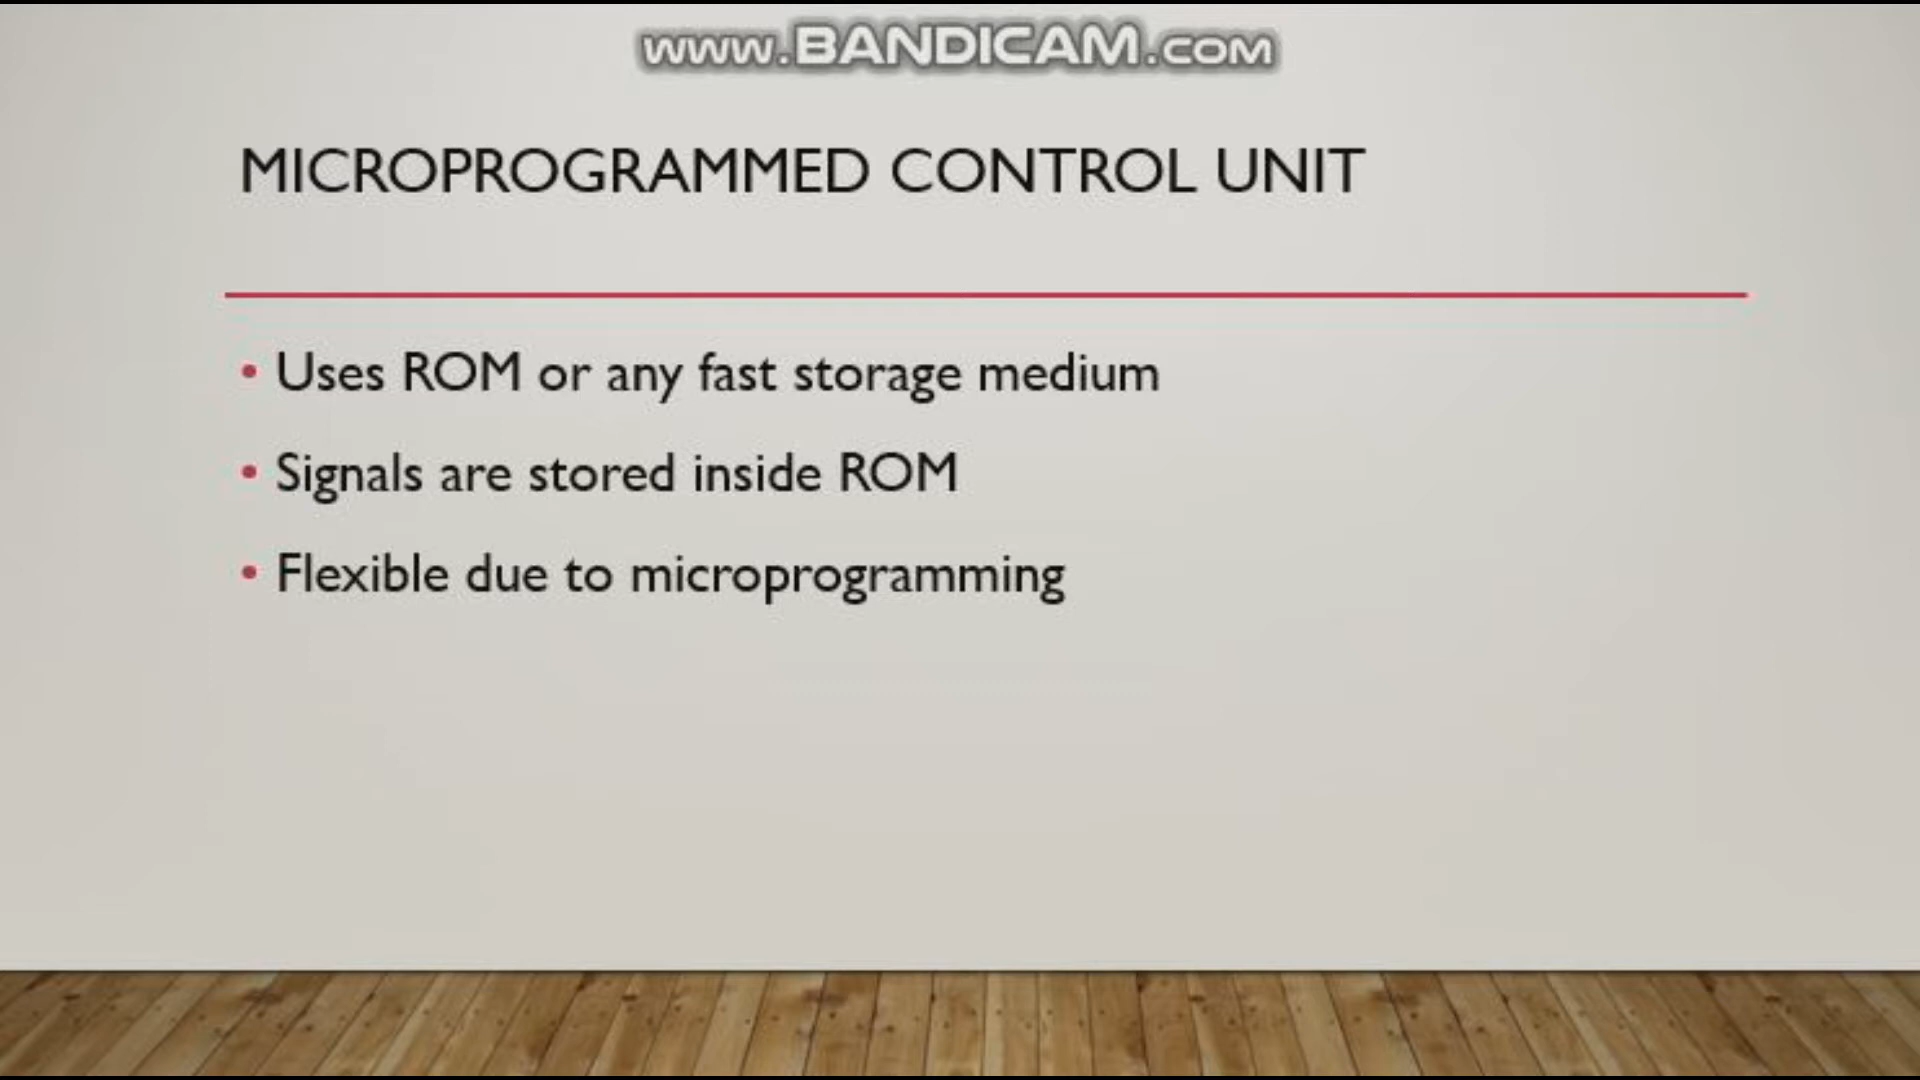 www.BANDICAM.com
MICROPROGRAMMED CONTROL UNIT
• Uses ROM or any fast storage medium
• Signals are stored inside ROM
• Flexible due to microprogramming